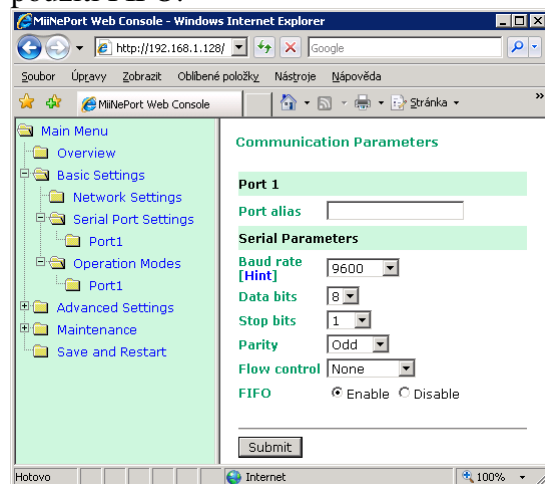 použití FIFO.
MiiNePort Web Console - Windows Internet Explorer
http://192.168.1.128/
Google
Soubor Úpravy Zobrazit Oblíbené položky Nástroje Nápověda
MiiNePort Web Console
Stránka
»
Main Menu
Overview
Basic Settings
Network Settings
Serial Port Settings
Port1
Operation Modes
Port1
Advanced Settings
Maintenance
Save and Restart
Communication Parameters
Port 1
Port alias
Serial Parameters
Baud rate
[Hint]
9600
Data bits 8
Stop bits 1
Parity Odd
Flow control None
FIFO Enable Disable
Submit
Hotovo Internet 100%